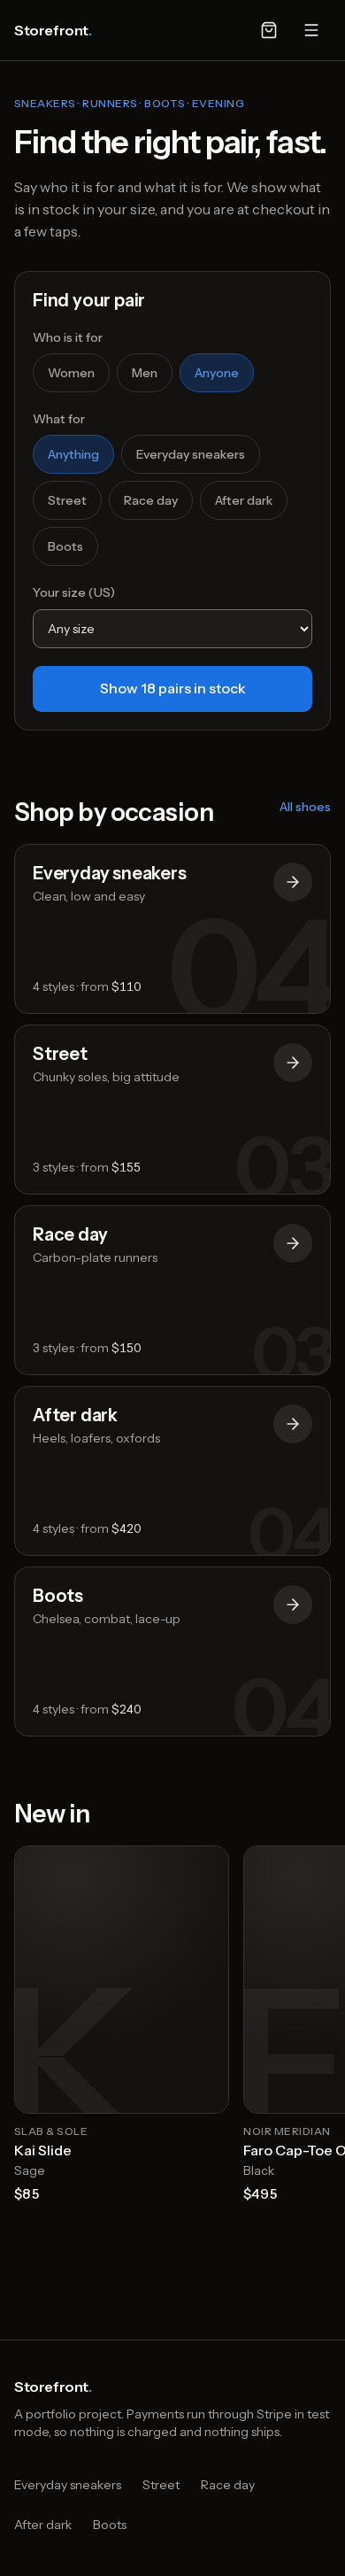 Storefront.
SNEAKERS · RUNNERS · BOOTS · EVENING
Find the right pair, fast.
Say who it is for and what it is for. We show what
is in stock in your size, and you are at checkout in
a few taps.
Find your pair
Who is it for
Women Men Anyone
What for
Anything Everyday sneakers
Street Race day After dark
Boots
Your size (US)
Any size
Show 18 pairs in stock
Shop by occasion All shoes
Everyday sneakers
Clean, low and easy
04
4 styles · from $110
Street
Chunky soles, big attitude
03
3 styles · from $155
Race day
Carbon-plate runners
03
3 styles · from $150
After dark
Heels, loafers, oxfords
04
4 styles · from $420
Boots
Chelsea, combat, lace-up
04
4 styles · from $240
New in
K F
SLAB & SOLE
Kai Slide
Sage
$85
NOIR MERIDIAN
Faro Cap-Toe
Black
$495
Storefront.
A portfolio project. Payments run through Stripe in test
mode, so nothing is charged and nothing ships.
Everyday sneakers Street Race day
After dark Boots